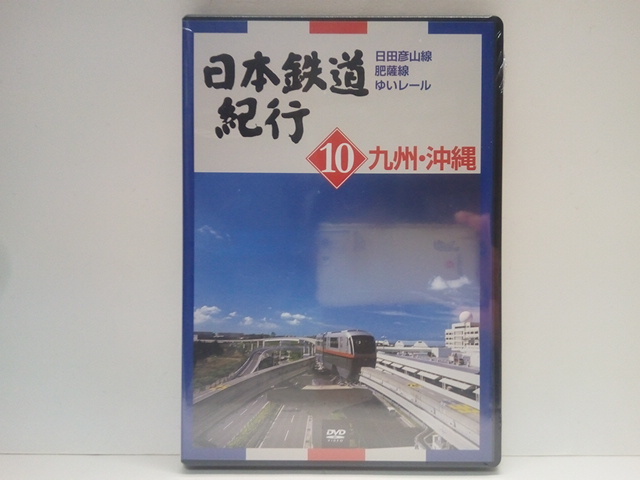 日本鉄道
紀行
日田彦山線
肥薩線
ゆいレール
10 九州・沖縄
DVD
VIDEO